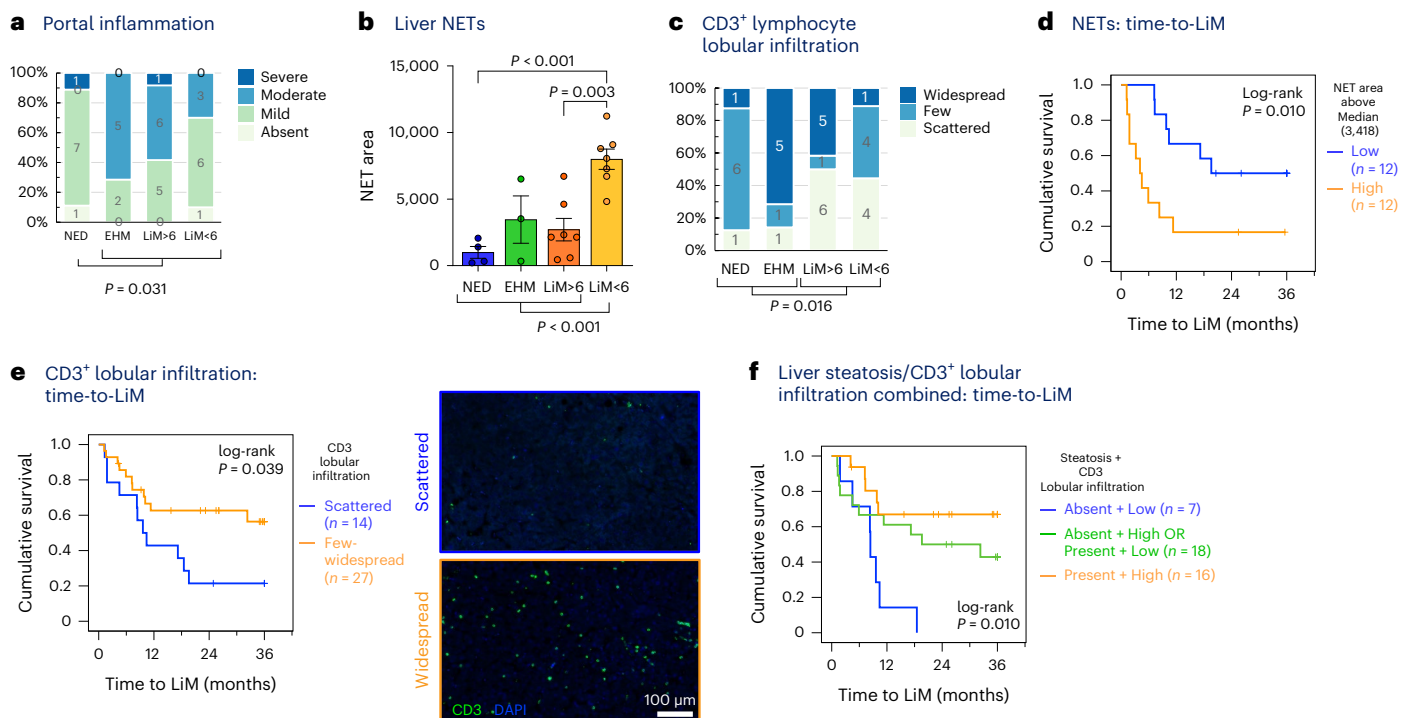 a Portal inflammation
100%
80%
60%
40%
20%
0%
1
0
7
1
0
5
2
0
1
6
5
0
0
3
6
1
Severe
Moderate
Mild
Absent
NED EHM LiM>6 LiM<6
P = 0.031
b Liver NETs
P < 0.001
P = 0.003
15,000
10,000
5,000
0
NET area
NED EHM LiM>6 LiM<6
P < 0.001
c CD3+ lymphocyte
lobular infiltration
100%
80%
60%
40%
20%
0%
1
6
1
5
1
1
5
1
6
1
4
4
Widespread
Few
Scattered
NED EHM LiM>6 LiM<6
P = 0.016
d NETs: time-to-LiM
1.0
0.8
0.6
0.4
0.2
0
Cumulative survival
Log-rank
P = 0.010
0 12 24 36
Time to LiM (months)
NET area
above
Median
(3,418)
Low
(n = 12)
High
(n = 12)
e CD3+ lobular infiltration:
time-to-LiM
1.0
0.8
0.6
0.4
0.2
0
Cumulative survival
log-rank
P = 0.039
0 12 24 36
Time to LiM (months)
CD3
lobular
infiltration
Scattered
(n = 14)
Few-
widespread
(n = 27)
Scattered
Widespread
CD3 DAPI
100 µm
f Liver steatosis/CD3+ lobular
infiltration combined: time-to-LiM
1.0
0.8
0.6
0.4
0.2
0
Cumulative survival
log-rank
P = 0.010
0 12 24 36
Time to LiM (months)
Steatosis +
CD3
Lobular infiltration
Absent + Low (n = 7)
Absent + High OR
Present + Low (n = 18)
Present + High (n = 16)